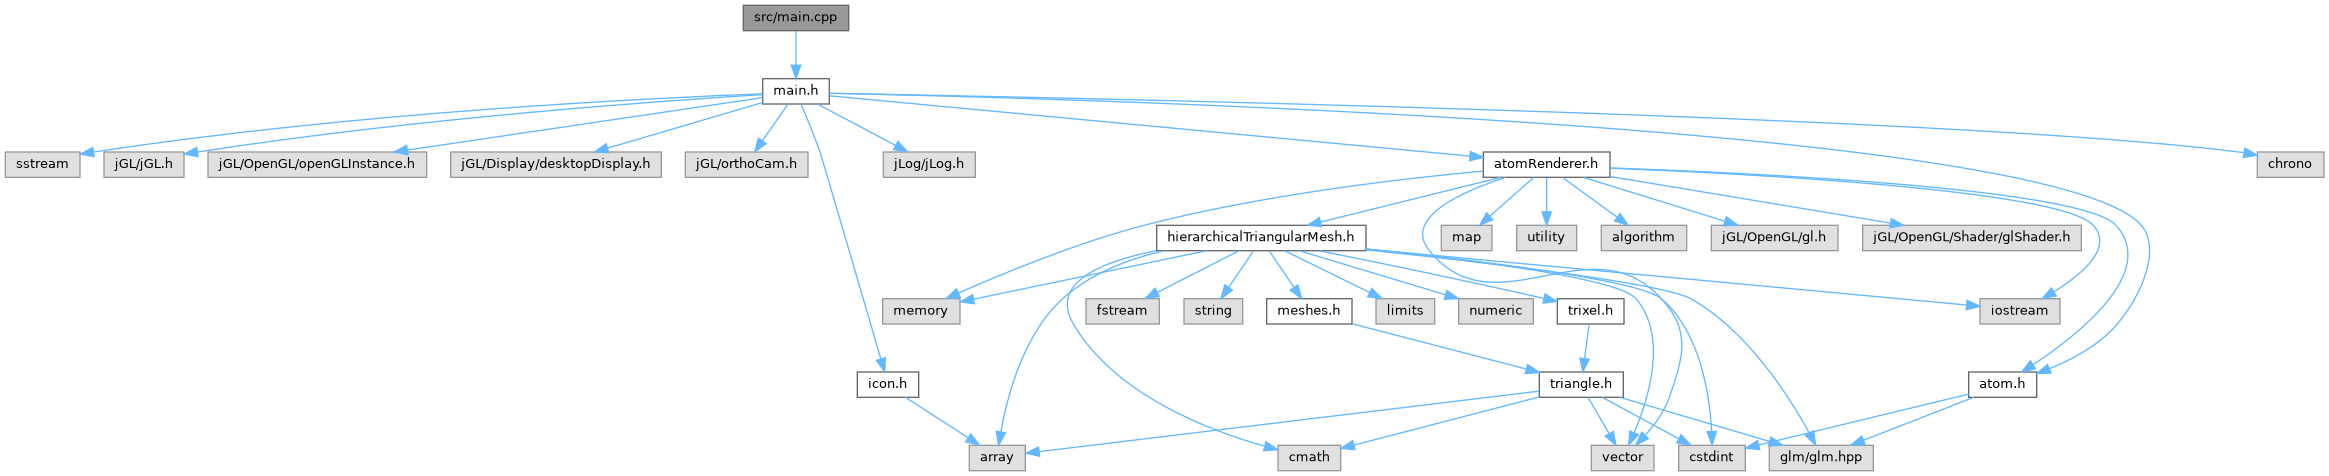 src/main.cpp
main.h
sstream
jGL/jGL.h
jGL/OpenGL/openGLInstance.h
jGL/Display/desktopDisplay.h
jGL/orthoCam.h
jLog/jLog.h
atomRenderer.h
chrono
hierarchicalTriangularMesh.h
map
utility
algorithm
jGL/OpenGL/gl.h
jGL/OpenGL/Shader/glShader.h
memory
fstream
string
meshes.h
limits
numeric
trixel.h
iostream
icon.h
triangle.h
atom.h
array
cmath
vector
cstdint
glm/glm.hpp